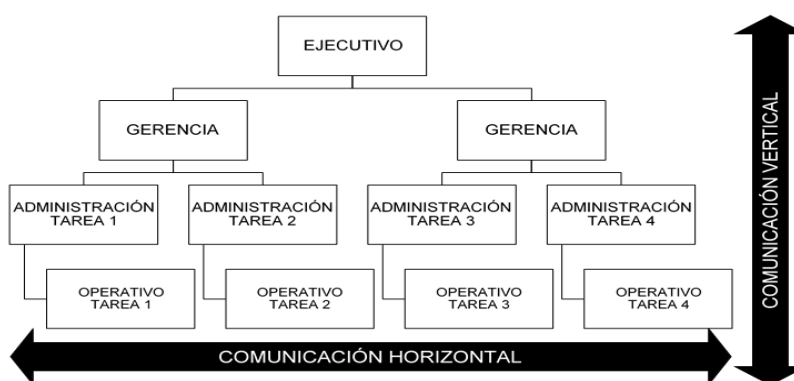 EJECUTIVO
GERENCIA
GERENCIA
ADMINISTRACIÓN
TAREA 1
ADMINISTRACIÓN
TAREA 2
ADMINISTRACIÓN
TAREA 3
ADMINISTRACIÓN
TAREA 4
OPERATIVO
TAREA 1
OPERATIVO
TAREA 2
OPERATIVO
TAREA 3
OPERATIVO
TAREA 4
COMUNICACIÓN HORIZONTAL
COMUNICACIÓN VERTICAL